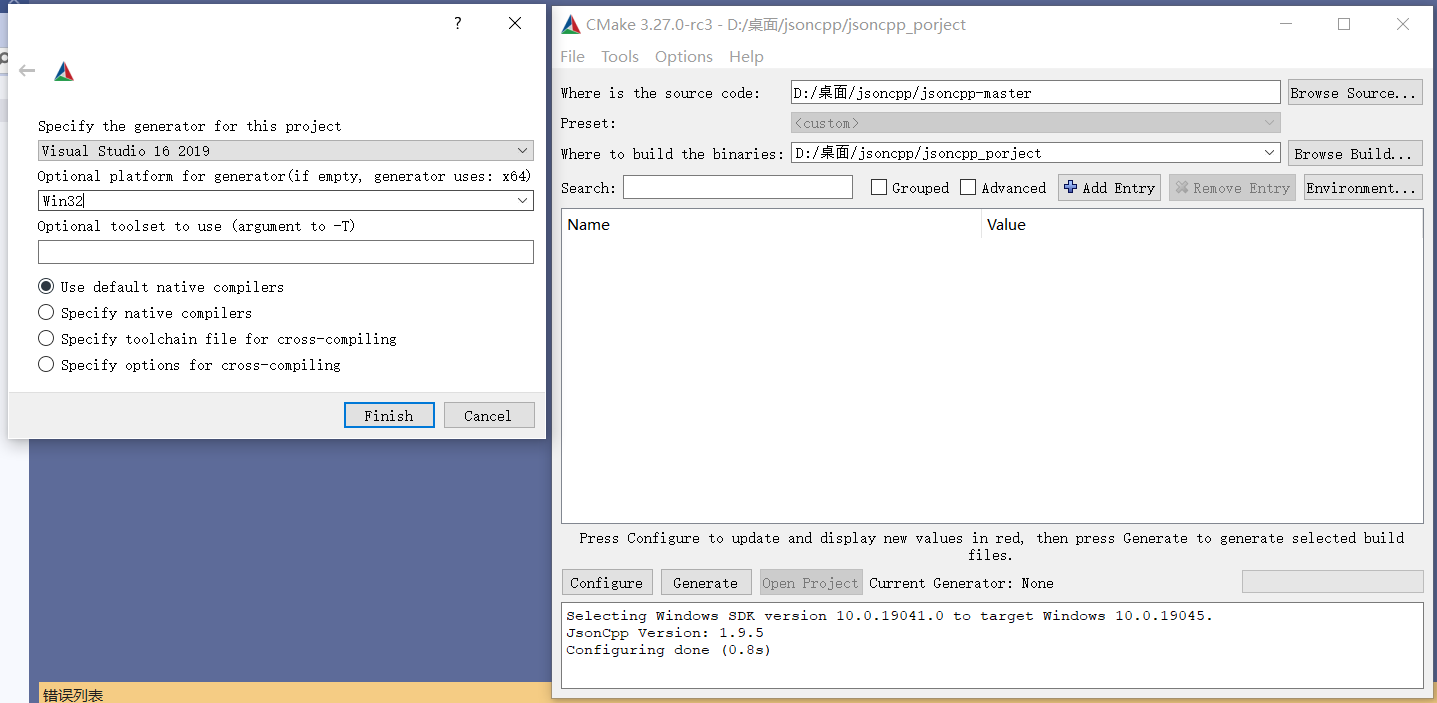 ?
Specify the generator for this project
Visual Studio 16 2019
Optional platform for generator(if empty, generator uses: x64)
Win32
Optional toolset to use (argument to -T)
Use default native compilers
Specify native compilers
Specify toolchain file for cross-compiling
Specify options for cross-compiling
Finish Cancel
错误列表
CMake 3.27.0-rc3 - D:/桌面/jsoncpp/jsoncpp_porject
File Tools Options Help
Where is the source code: D:/桌面/jsoncpp/jsoncpp-master Browse Source...
Preset: <custom>
Where to build the binaries: D:/桌面/jsoncpp/jsoncpp_porject Browse Build...
Search: Grouped Advanced Add Entry Remove Entry Environment...
Name Value
Press Configure to update and display new values in red, then press Generate to generate selected build
files.
Configure Generate Open Project Current Generator: None
Selecting Windows SDK version 10.0.19041.0 to target Windows 10.0.19045.
JsonCpp Version: 1.9.5
Configuring done (0.8s)